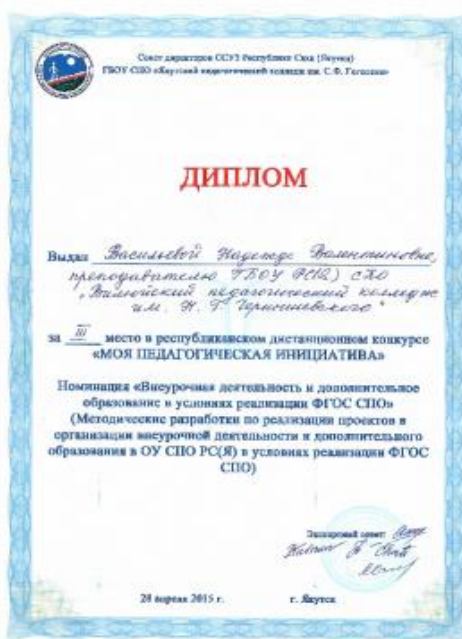 Совет директоров ССУЗ Республики Саха (Якутия)
ГБОУ СПО «Якутский педагогический колледж им. С.Ф. Гоголева»
ДИПЛОМ
Выдан Васильевой Надежде Валентиновне,
преподавателю ГБОУ РС(Я) СПО
"Вилюйский педагогический колледж
им. Н. Г. Чернышевского"
за III место в республиканском дистанционном конкурсе
«МОЯ ПЕДАГОГИЧЕСКАЯ ИНИЦИАТИВА»
Номинация «Внеурочная деятельность и дополнительное
образование в условиях реализации ФГОС СПО»
(Методические разработки по реализации проектов в
организации внеурочной деятельности и дополнительного
образования в ОУ СПО РС(Я) в условиях реализации ФГОС
СПО)
Экспертный совет:
28 апреля 2015 г. г. Якутск